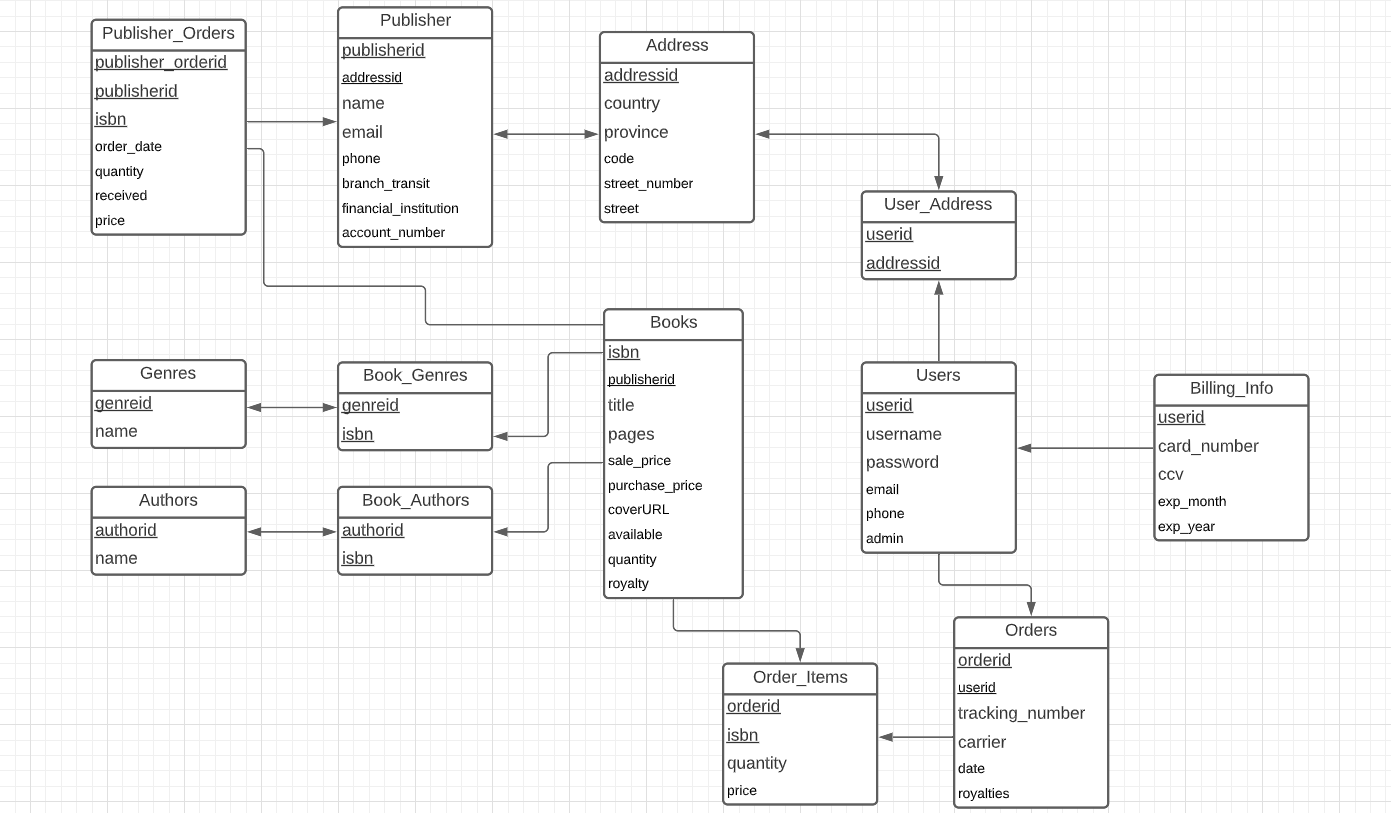 Publisher_Orders
publisher_orderid
publisherid
isbn
order_date
quantity
received
price
Publisher
publisherid
addressid
name
email
phone
branch_transit
financial_institution
account_number
Address
addressid
country
province
code
street_number
street
User_Address
userid
addressid
Genres
genreid
name
Book_Genres
genreid
isbn
Books
isbn
publisherid
title
pages
sale_price
purchase_price
coverURL
available
quantity
royalty
Users
userid
username
password
email
phone
admin
Billing_Info
userid
card_number
ccv
exp_month
exp_year
Authors
authorid
name
Book_Authors
authorid
isbn
Order_Items
orderid
isbn
quantity
price
Orders
orderid
userid
tracking_number
carrier
date
royalties